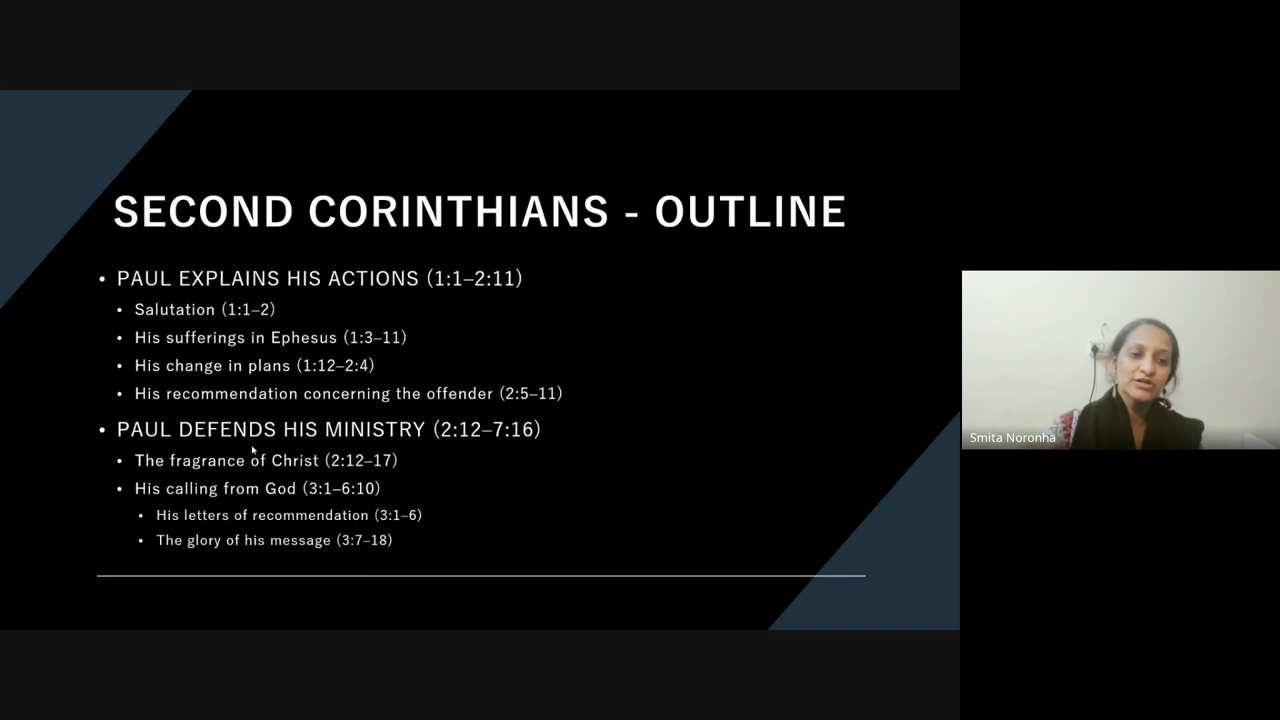 SECOND CORINTHIANS - OUTLINE
• PAUL EXPLAINS HIS ACTIONS (1:1–2:11)
• Salutation (1:1–2)
• His sufferings in Ephesus (1:3–11)
• His change in plans (1:12–2:4)
• His recommendation concerning the offender (2:5–11)
• PAUL DEFENDS HIS MINISTRY (2:12–7:16)
• The fragrance of Christ (2:12–17)
• His calling from God (3:1–6:10)
• His letters of recommendation (3:1–6)
• The glory of his message (3:7–18)
Smita Noronha